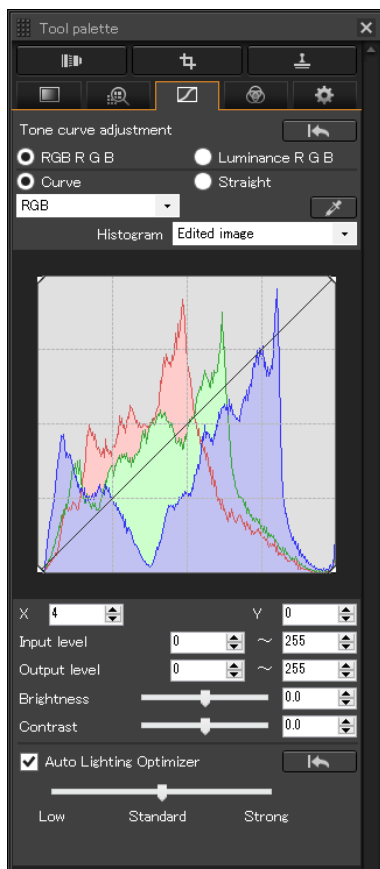 Tool palette
Tone curve adjustment
RGB R G B Luminance R G B
Curve Straight
RGB
Histogram Edited image
X 4 Y 0
Input level 0 ~ 255
Output level 0 ~ 255
Brightness 0.0
Contrast 0.0
Auto Lighting Optimizer
Low Standard Strong